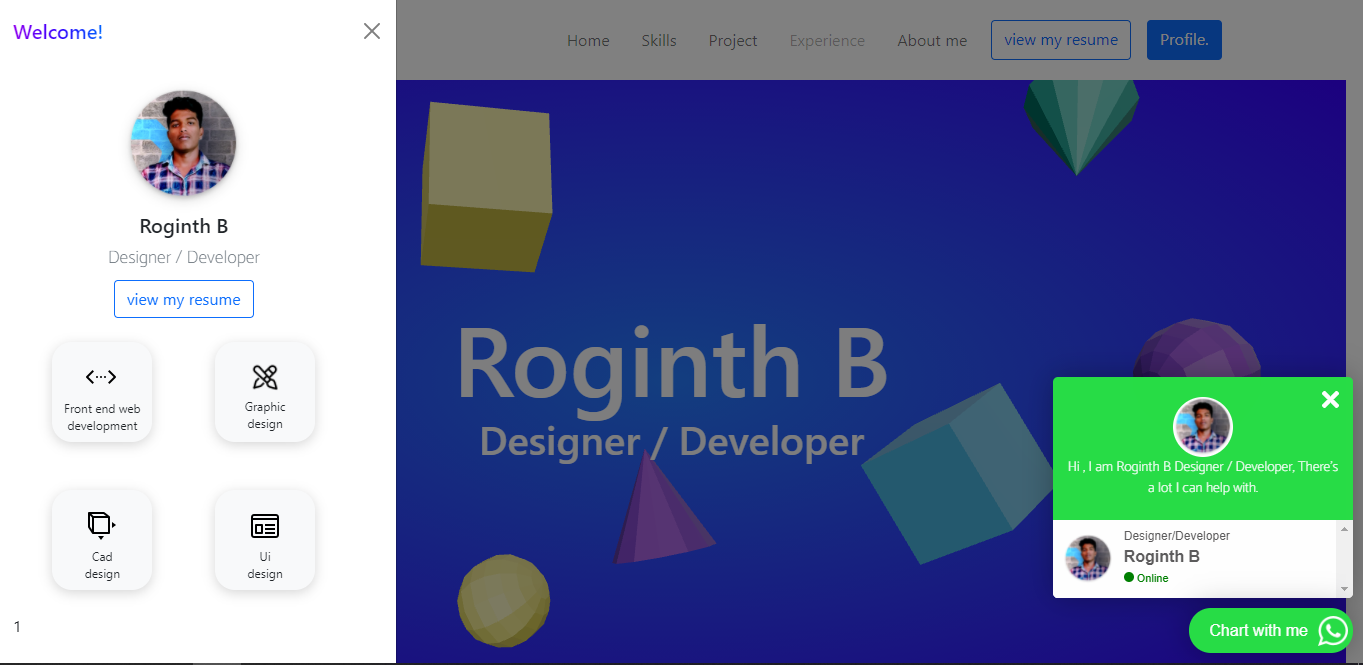 Welcome!
Roginth B
Designer / Developer
view my resume
Front end web
development
Graphic
design
Cad
design
Ui
design
1
Home
Skills
Project
Experience
About me
view my resume
Profile.
Roginth B
Designer / Developer
Hi , I am Roginth B Designer / Developer, There's
a lot I can help with.
Designer/Developer
Roginth B
Online
Chart with me